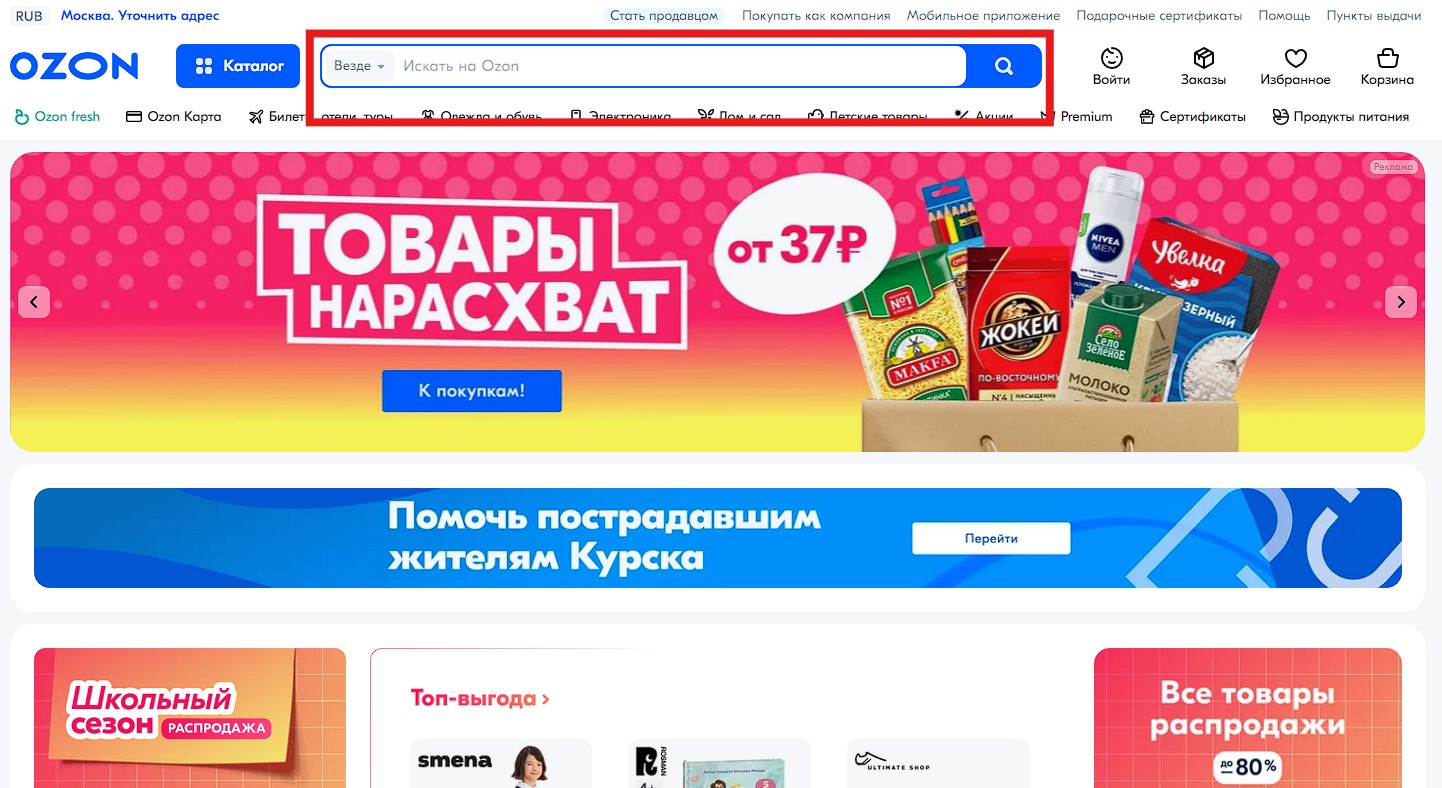 RUB Москва. Уточнить адрес Стать продавцом Покупать как компания Мобильное приложение Подарочные сертификаты Помощь Пункты выдачи
OZON Каталог Везде Искать на Ozon Войти Заказы Избранное Корзина
Ozon fresh Ozon Карта отели, туры Одежда и обувь Электроника Дом и сад Детские товары Акции Premium Сертификаты Продукты питания
Реклама
ТОВАРЫ
НАРАСХВАТ
от 37₽
К покупкам!
NIVEA
MEN
Увелка
№1
MAKFA
ЖОКЕЙ
ПО-ВОСТОЧНОМУ
Село
Зелёное
МОЛОКО
Помочь пострадавшим
жителям Курска
Перейти
Школьный
сезон РАСПРОДАЖА
Топ-выгода
smena
ROSMAN
4+
5
ULTIMATE SHOP
Все товары
распродажи
до 80%